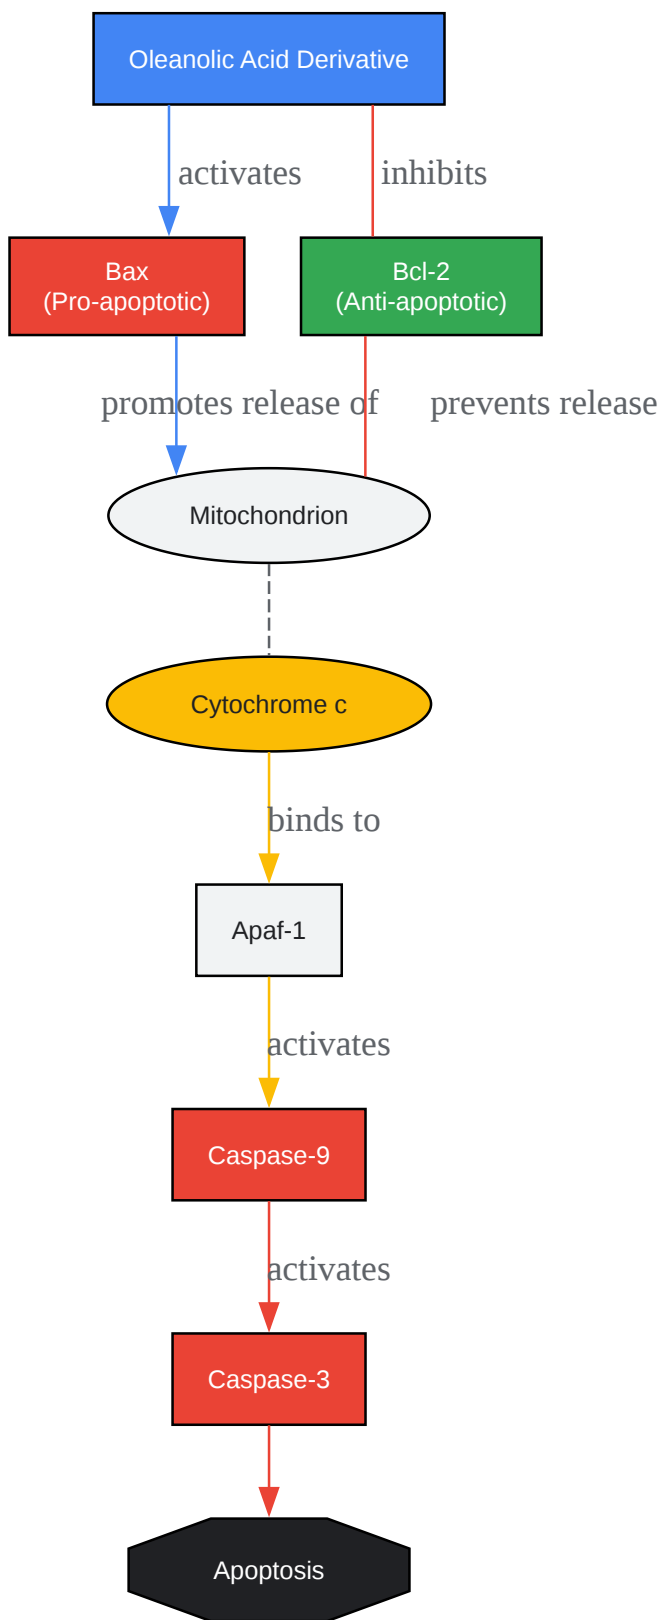 Oleanolic Acid Derivative
activates
inhibits
Bax
(Pro-apoptotic)
Bcl-2
(Anti-apoptotic)
promotes release of
prevents release
Mitochondrion
Cytochrome c
binds to
Apaf-1
activates
Caspase-9
activates
Caspase-3
Apoptosis